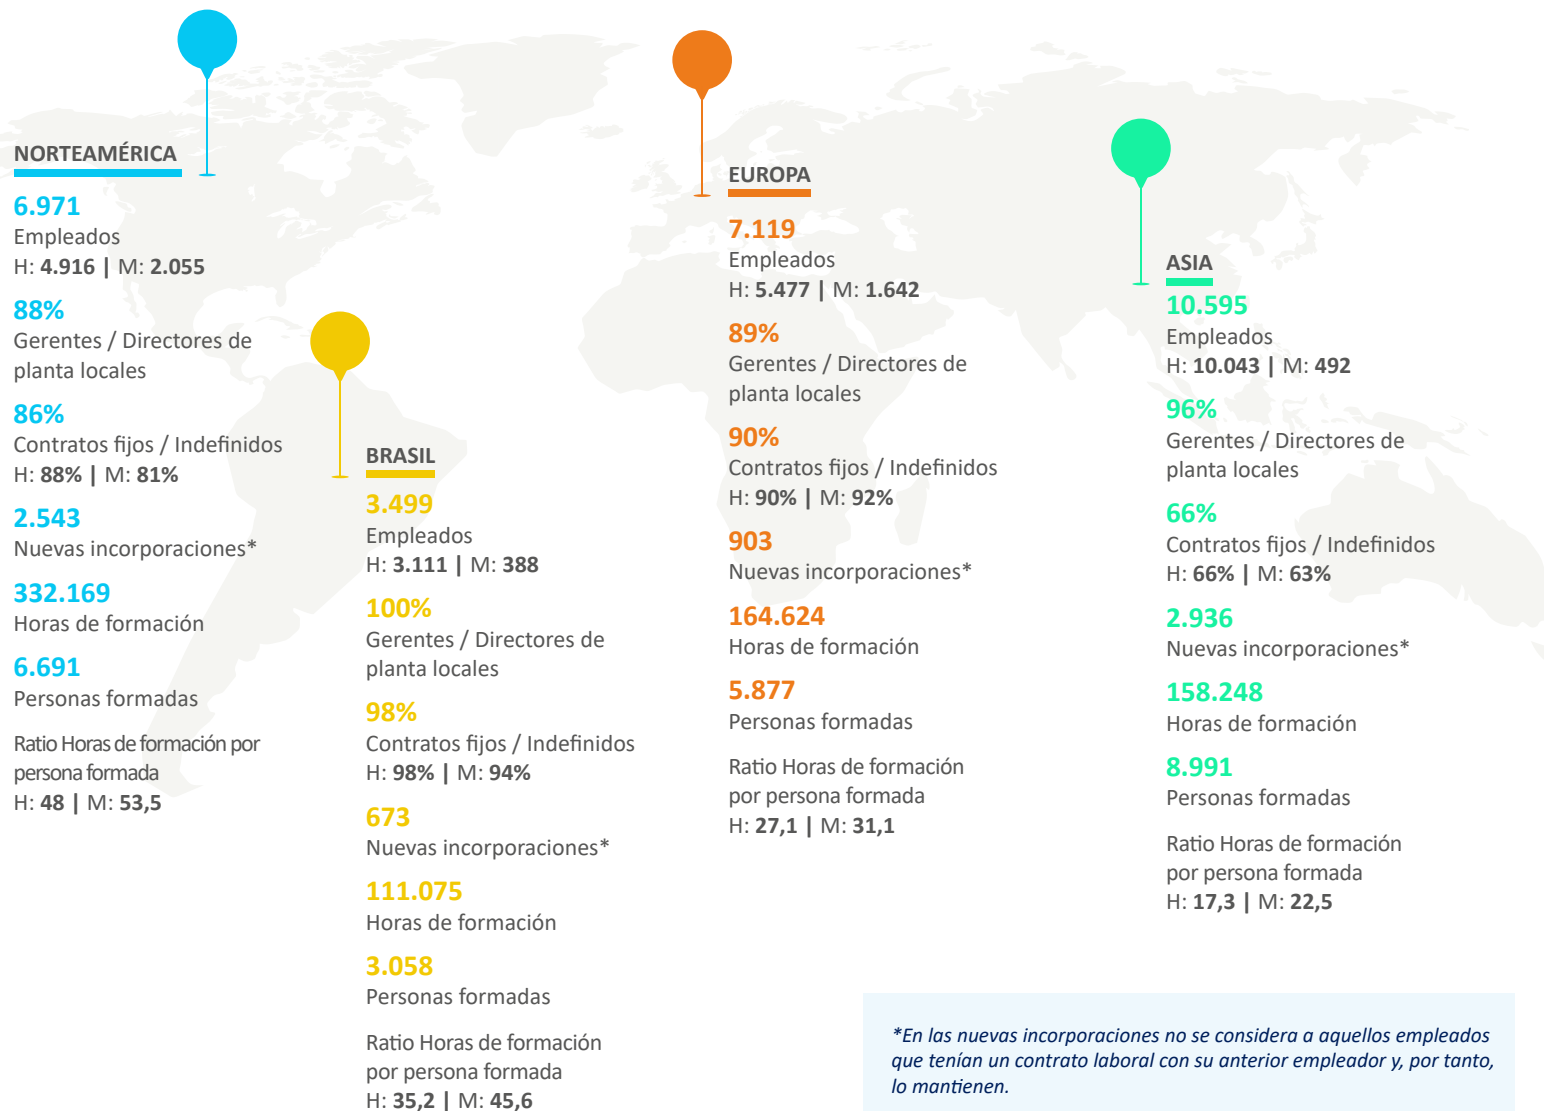 NORTEAMÉRICA
6.971
Empleados
H: 4.916 | M: 2.055
88%
Gerentes / Directores de
planta locales
86%
Contratos fijos / Indefinidos
H: 88% | M: 81%
2.543
Nuevas incorporaciones*
332.169
Horas de formación
6.691
Personas formadas
Ratio Horas de formación por
persona formada
H: 48 | M: 53,5
BRASIL
3.499
Empleados
H: 3.111 | M: 388
100%
Gerentes / Directores de
planta locales
98%
Contratos fijos / Indefinidos
H: 98% | M: 94%
673
Nuevas incorporaciones*
111.075
Horas de formación
3.058
Personas formadas
Ratio Horas de formación
por persona formada
H: 35,2 | M: 45,6
EUROPA
7.119
Empleados
H: 5.477 | M: 1.642
89%
Gerentes / Directores de
planta locales
90%
Contratos fijos / Indefinidos
H: 90% | M: 92%
903
Nuevas incorporaciones*
164.624
Horas de formación
5.877
Personas formadas
Ratio Horas de formación
por persona formada
H: 27,1 | M: 31,1
ASIA
10.595
Empleados
H: 10.043 | M: 492
96%
Gerentes / Directores de
planta locales
66%
Contratos fijos / Indefinidos
H: 66% | M: 63%
2.936
Nuevas incorporaciones*
158.248
Horas de formación
8.991
Personas formadas
Ratio Horas de formación
por persona formada
H: 17,3 | M: 22,5
*En las nuevas incorporaciones no se considera a aquellos empleados
que tenían un contrato laboral con su anterior empleador y, por tanto,
lo mantienen.